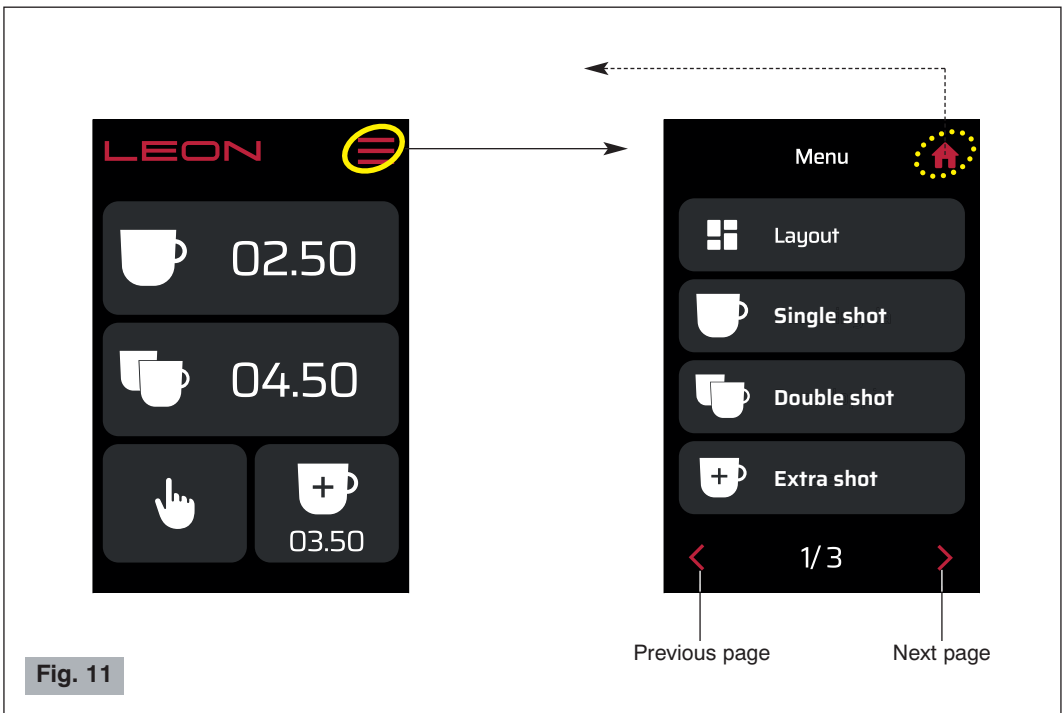 LEON
02.50
04.50
03.50
Menu
Layout
Single shot
Double shot
Extra shot
1/3
Previous page
Next page
Fig. 11